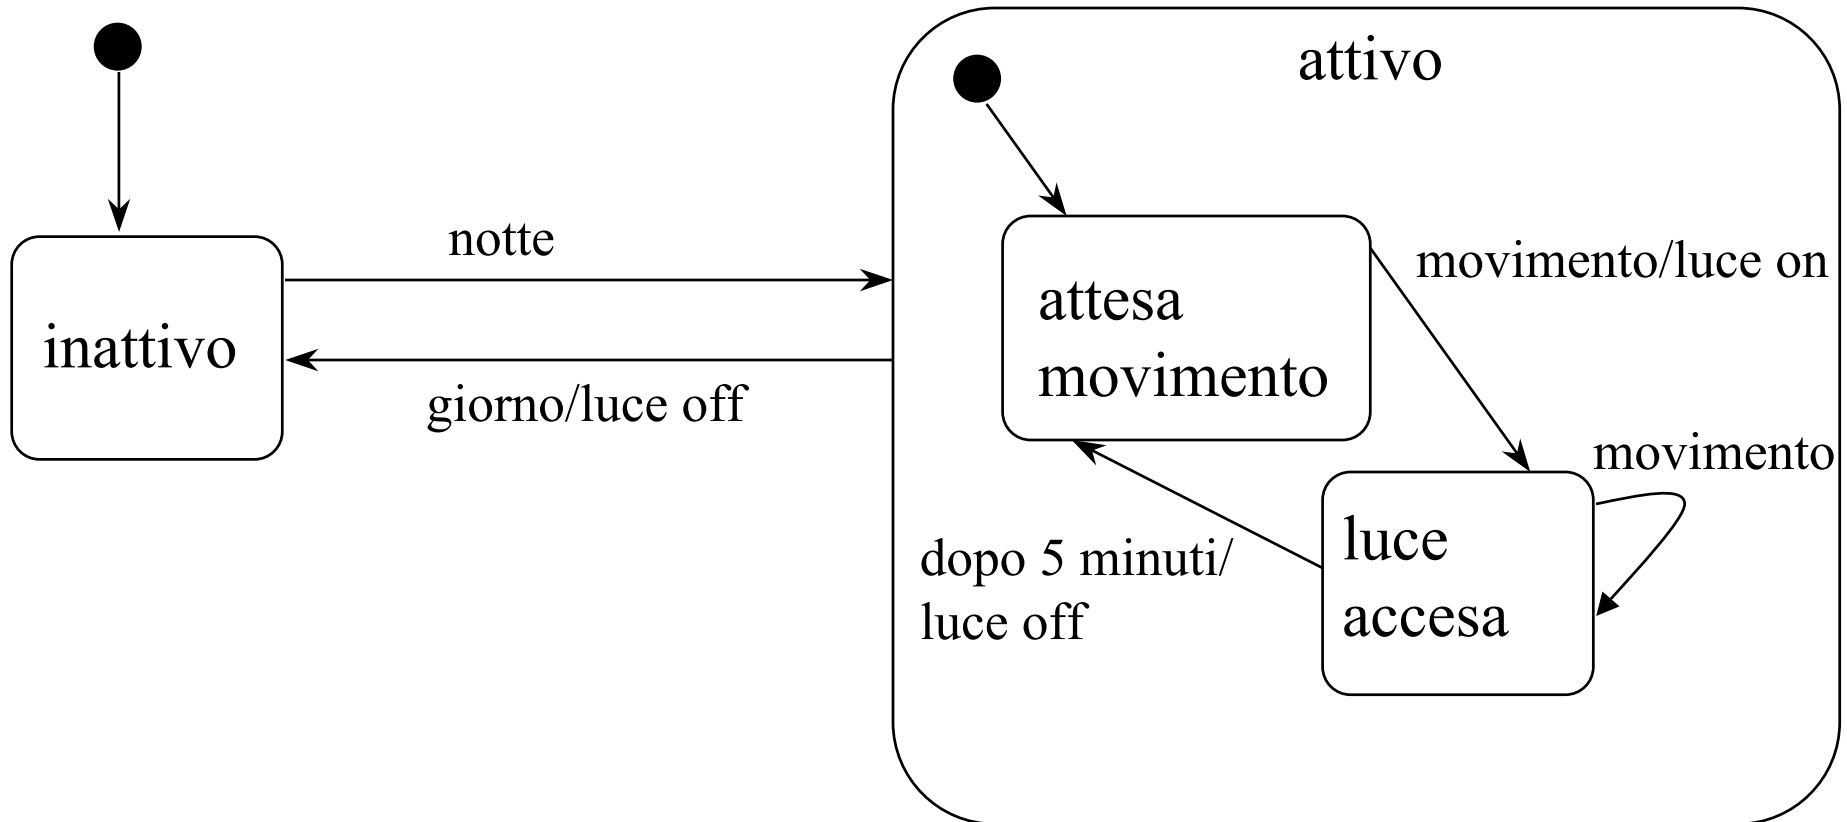 attivo
notte
inattivo
giorno/luce off
attesa
movimento
movimento/luce on
movimento
luce
accesa
dopo 5 minuti/
luce off